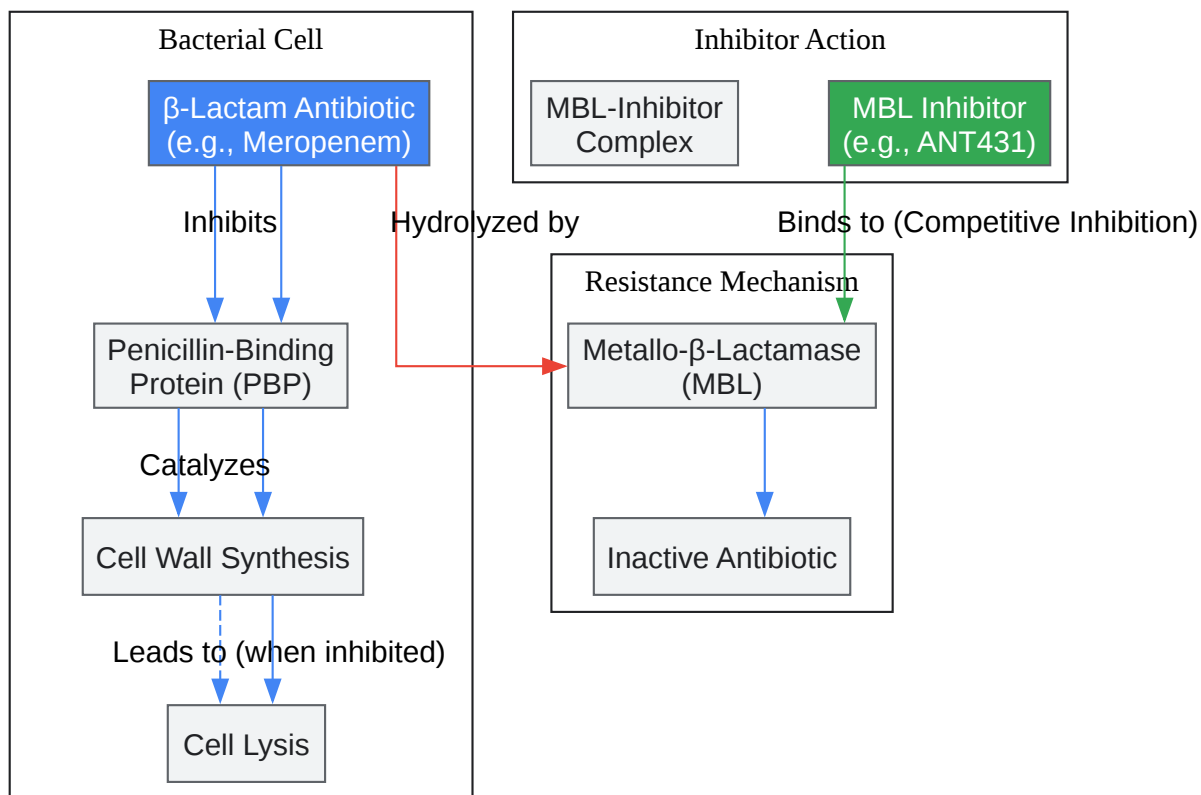 Bacterial Cell
β-Lactam Antibiotic
(e.g., Meropenem)
Inhibits
Hydrolyzed by
Penicillin-Binding
Protein (PBP)
Catalyzes
Cell Wall Synthesis
Leads to (when inhibited)
Cell Lysis
Inhibitor Action
MBL-Inhibitor
Complex
MBL Inhibitor
(e.g., ANT431)
Binds to (Competitive Inhibition)
Resistance Mechanism
Metallo-β-Lactamase
(MBL)
Inactive Antibiotic